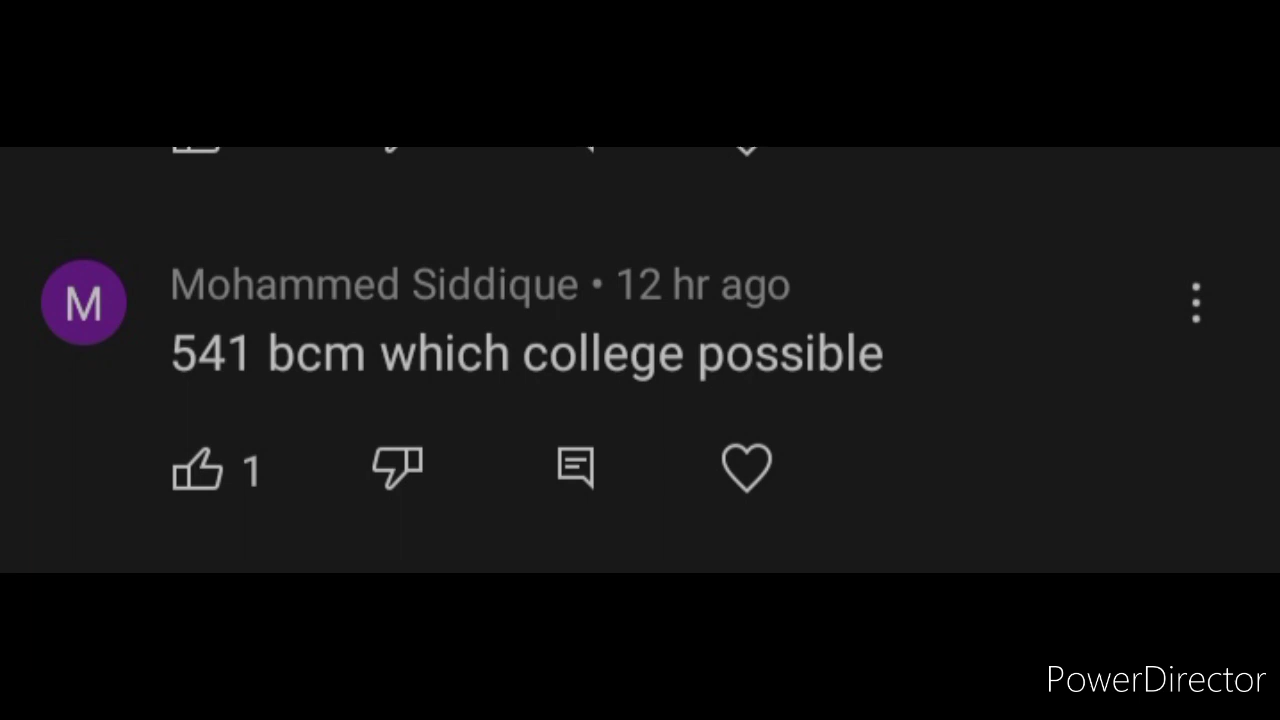 M
Mohammed Siddique • 12 hr ago
541 bcm which college possible
1
PowerDirector